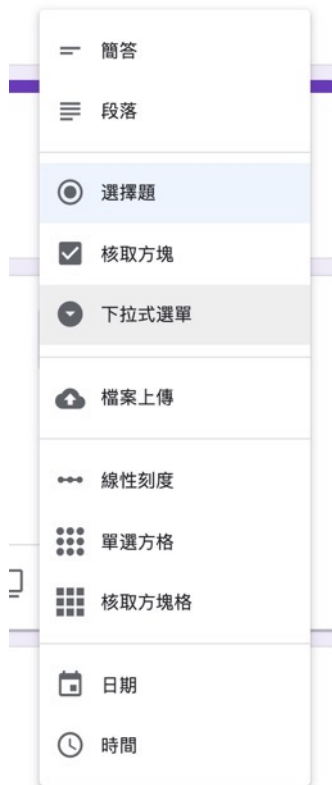 簡答
段落
選擇題
核取方塊
下拉式選單
檔案上傳
線性刻度
單選方格
核取方塊格
日期
時間